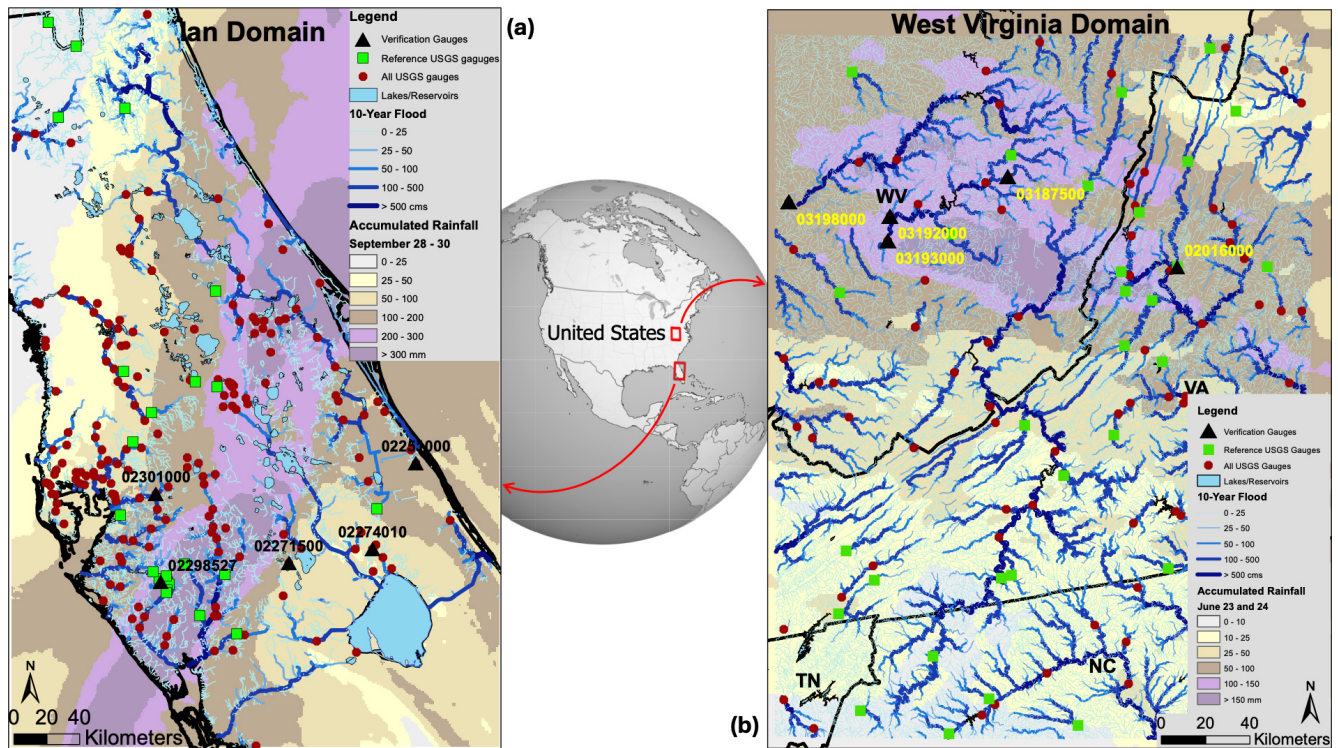 Ian Domain
(a)
Legend
Verification Gauges
Reference USGS gauguges
All USGS gauges
Lakes/Reservoirs
10-Year Flood
0 - 25
25 - 50
50 - 100
100 - 500
> 500 cms
Accumulated Rainfall
September 28 - 30
0 - 25
25 - 50
50 - 100
100 - 200
200 - 300
> 300 mm
02251000
02301000
02274010
02271500
02298527
N
0 20 40
Kilometers
United States
(b)
West Virginia Domain
WV
03187500
03198000
03192000
03193000
02016000
VA
Legend
Verification Gauges
Reference USGS Gauges
All USGS Gauges
Lakes/Reservoirs
10-Year Flood
0 - 25
25 - 50
50 - 100
100 - 500
> 500 cms
Accumulated Rainfall
June 23 and 24
0 - 10
10 - 25
25 - 50
50 - 100
100 - 150
> 150 mm
TN
NC
N
0 20 40
Kilometers